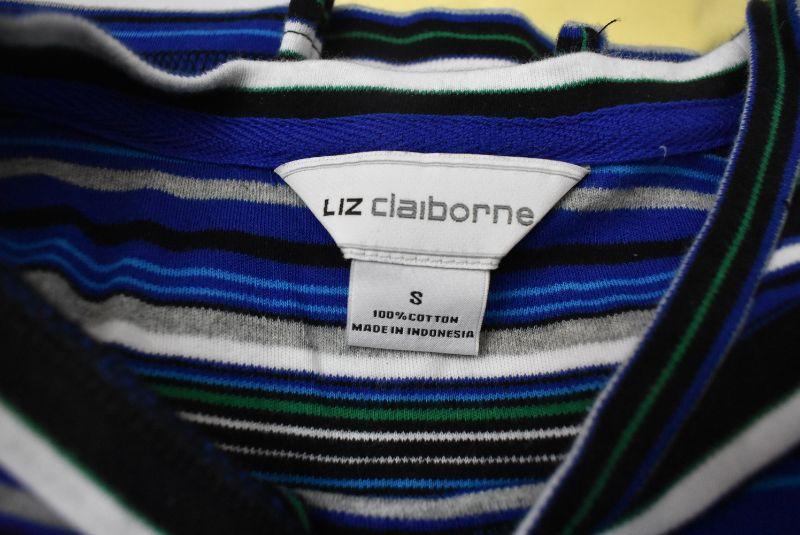 LIZ claiborne
S
100% COTTON
MADE IN INDONESIA